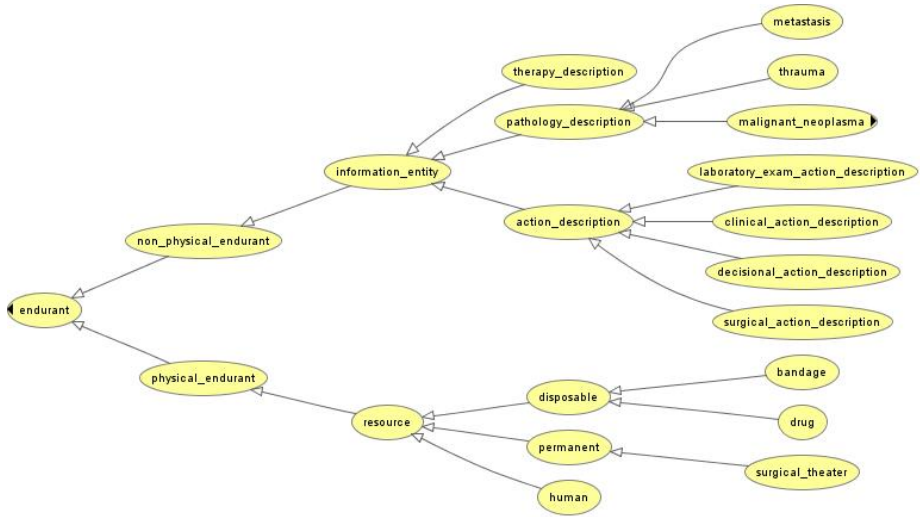 metastasis
therapy_description
thrauma
pathology_description
malignant_neoplasma
information_entity
laboratory_exam_action_description
action_description
clinical_action_description
non_physical_endurant
decisional_action_description
endurant
surgical_action_description
physical_endurant
bandage
disposable
resource
drug
permanent
surgical_theater
human